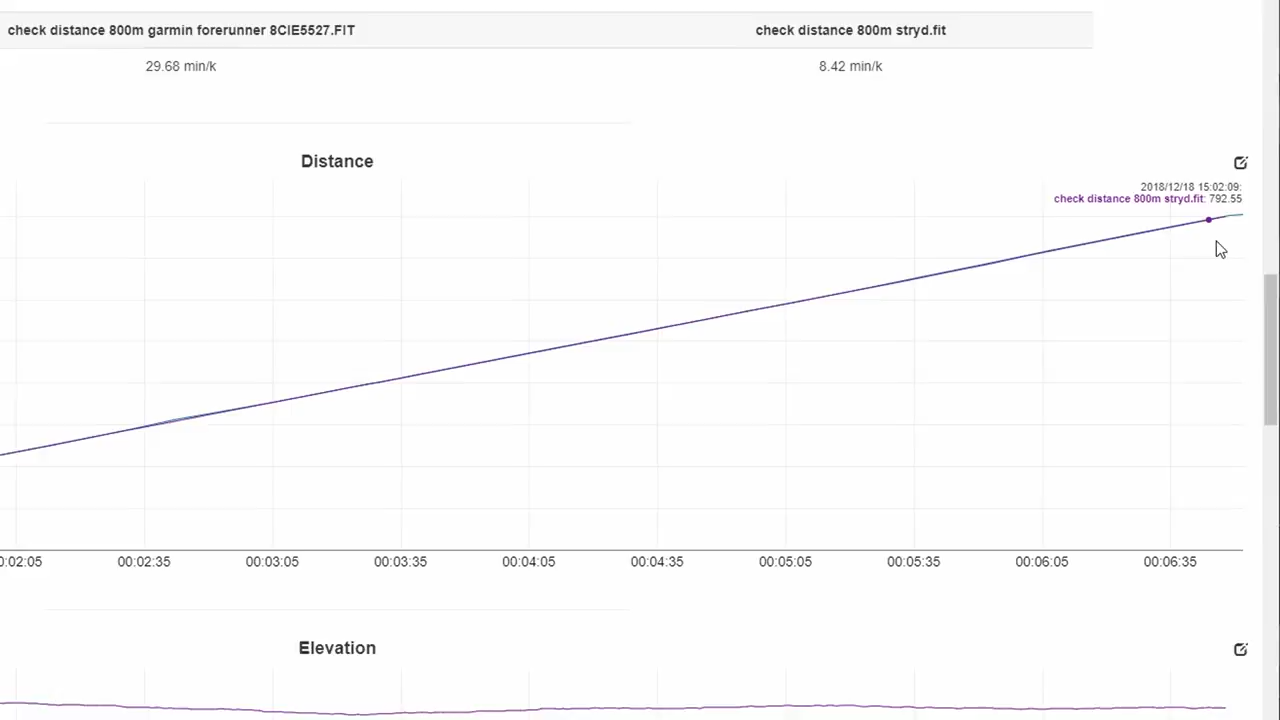 check distance 800m garmin forerunner 8CIE5527.FIT
check distance 800m stryd.fit
29.68 min/k
8.42 min/k
Distance
2018/12/18 15:02:09:
check distance 800m stryd.fit: 792.55
0:02:05
00:02:35
00:03:05
00:03:35
00:04:05
00:04:35
00:05:05
00:05:35
00:06:05
00:06:35
Elevation